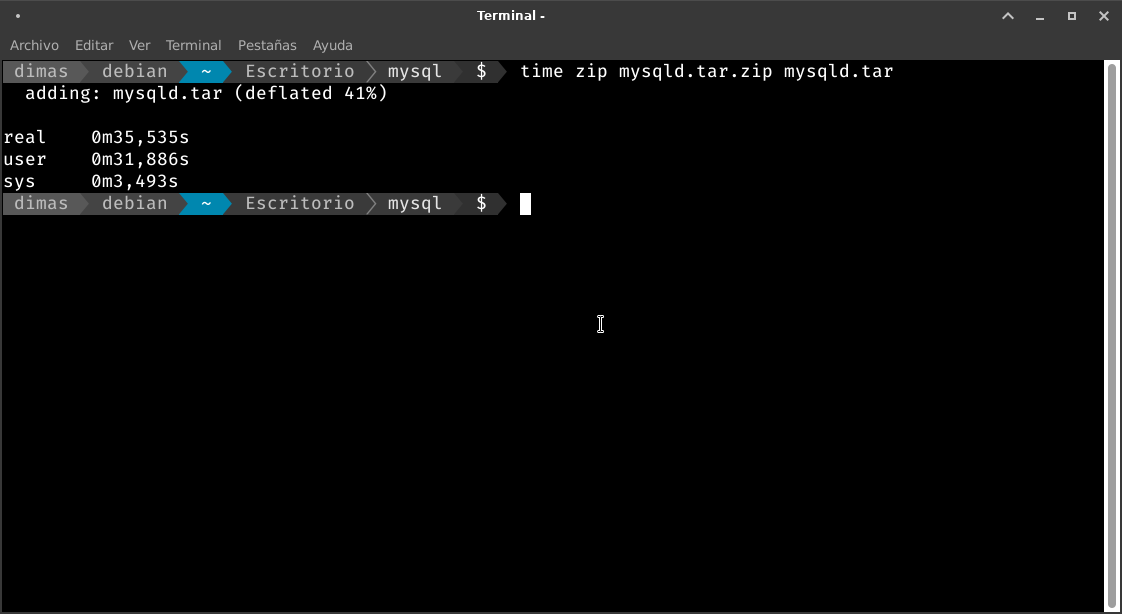 Terminal -
Archivo Editar Ver Terminal Pestañas Ayuda
dimas debian ~ Escritorio mysql $ time zip mysqld.tar.zip mysqld.tar
adding: mysqld.tar (deflated 41%)
real 0m35,535s
user 0m31,886s
sys 0m3,493s
dimas debian ~ Escritorio mysql $